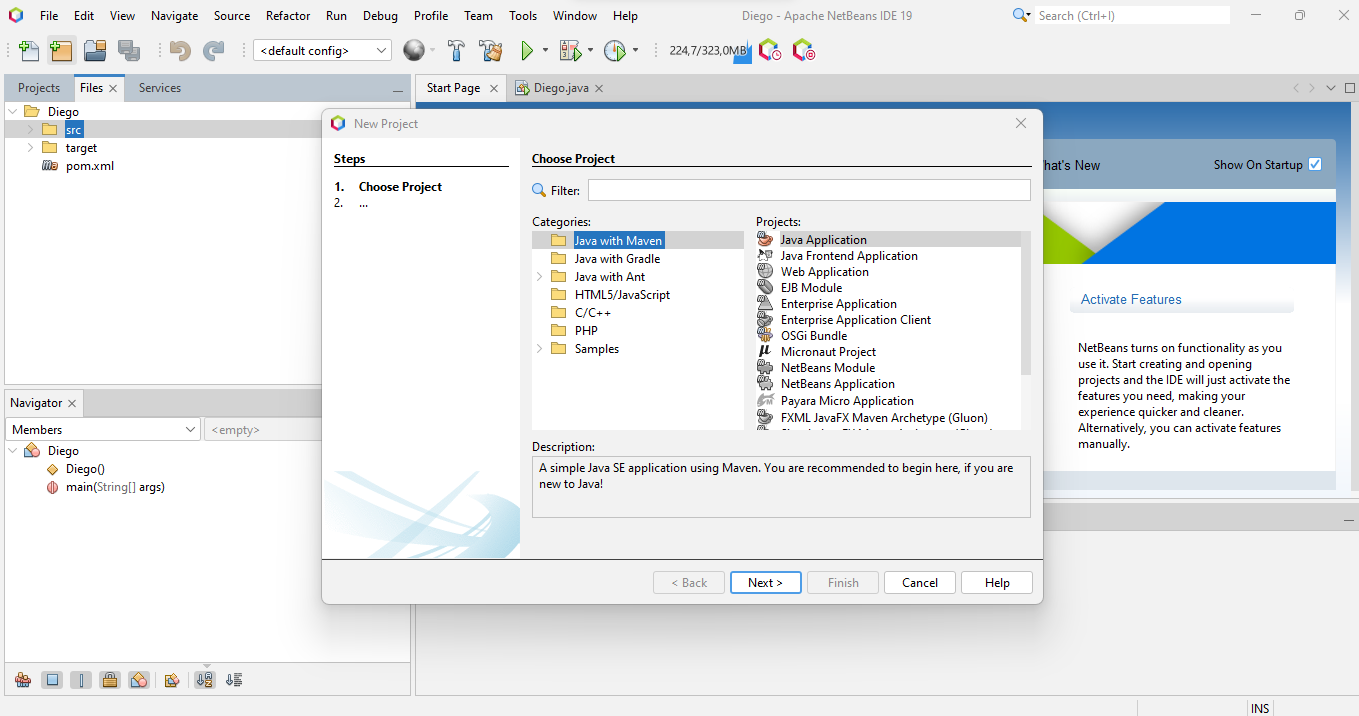 File Edit View Navigate Source Refactor Run Debug Profile Team Tools Window Help
Diego - Apache NetBeans IDE 19
Search (Ctrl+I)
<default config>
224,7/323,0MB
Projects Files Services
Start Page Diego.java
Diego
src
target
pom.xml
New Project
Steps
1. Choose Project
2. ...
Choose Project
Filter:
Categories:
Java with Maven
Java with Gradle
Java with Ant
HTML5/JavaScript
C/C++
PHP
Samples
Projects:
Java Application
Java Frontend Application
Web Application
EJB Module
Enterprise Application
Enterprise Application Client
OSGi Bundle
Micronaut Project
NetBeans Module
NetBeans Application
Payara Micro Application
FXML JavaFX Maven Archetype (Gluon)
Description:
A simple Java SE application using Maven. You are recommended to begin here, if you are
new to Java!
< Back Next > Finish Cancel Help
hat's New
Show On Startup
Activate Features
NetBeans turns on functionality as you
use it. Start creating and opening
projects and the IDE will just activate the
features you need, making your
experience quicker and cleaner.
Alternatively, you can activate features
manually.
Navigator
Members
<empty>
Diego
Diego()
main(String[] args)
INS